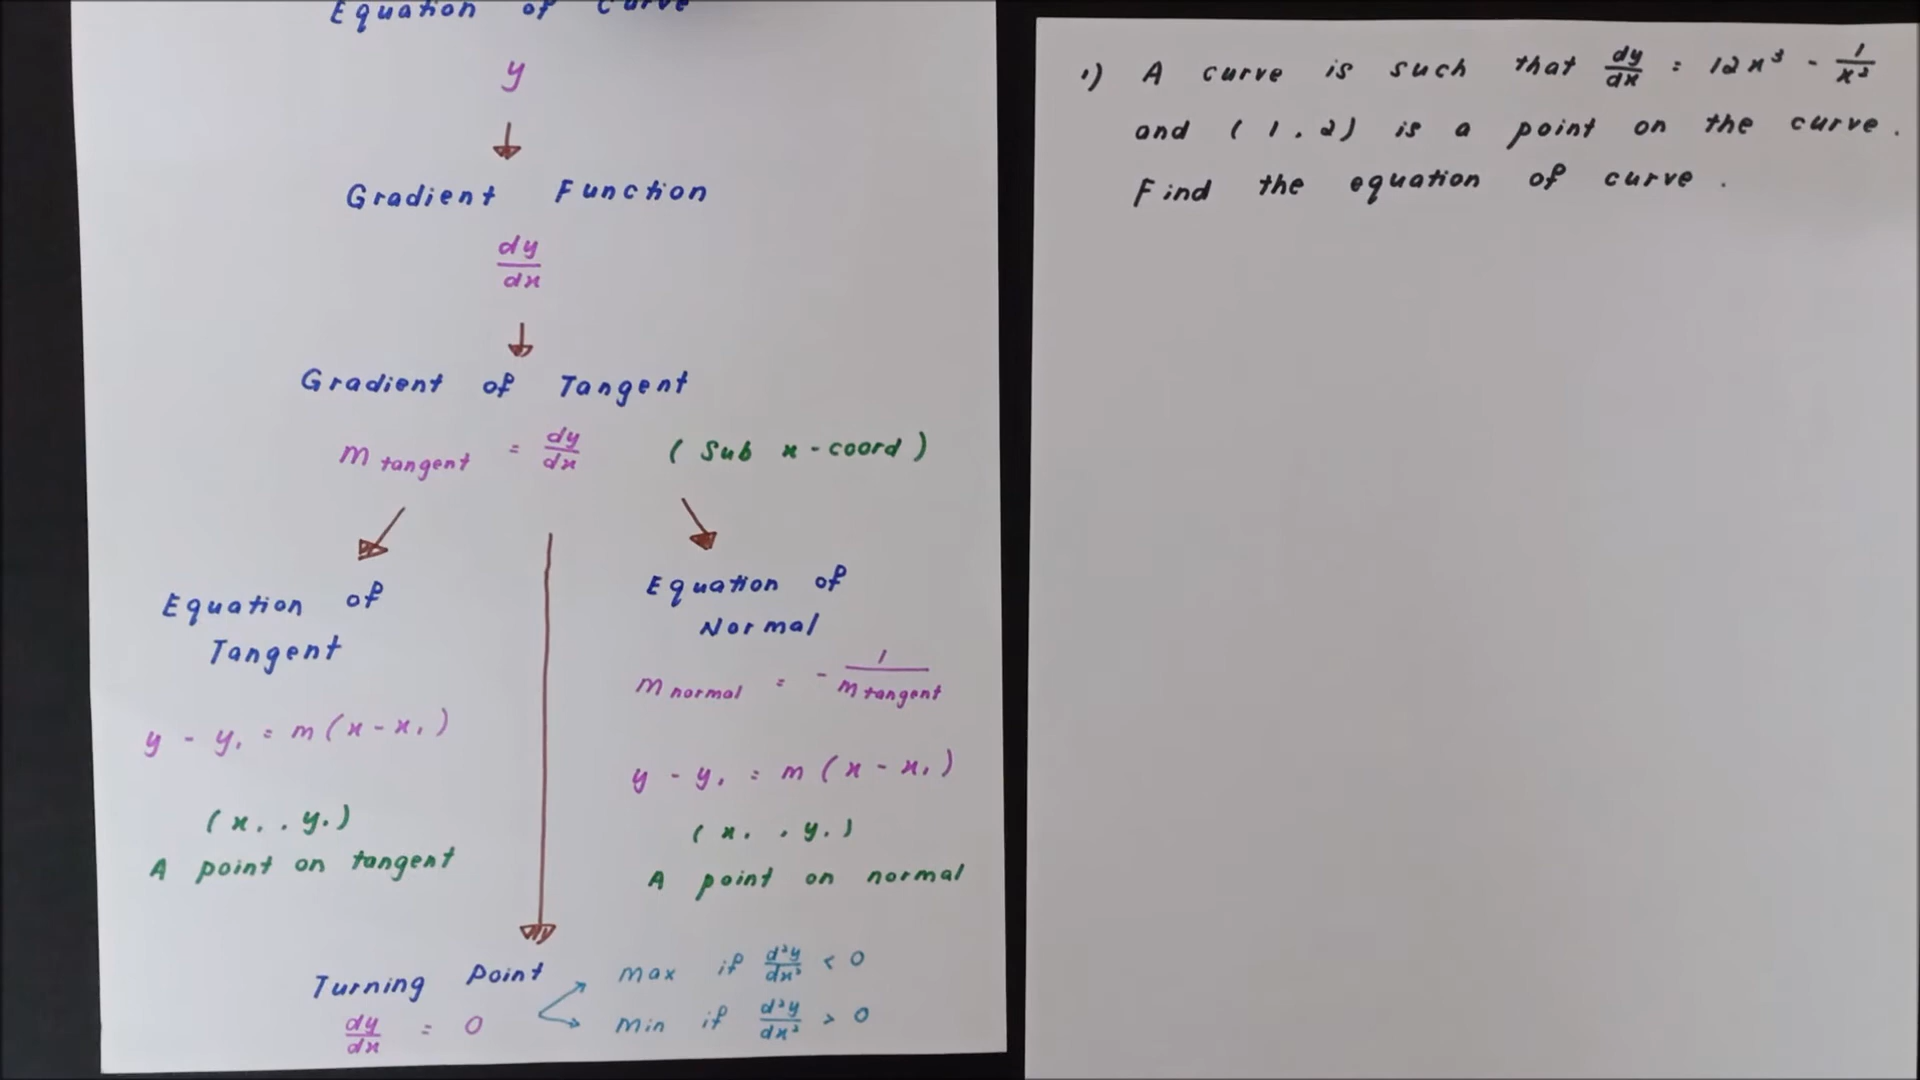 Equation of Curve
y
Gradient Function
dy/dx
Gradient of Tangent
m tangent = dy/dx (Sub x-coord)
Equation of
Tangent
y - y₁ = m(x - x₁)
(x₁, y₁)
A point on tangent
Equation of
Normal
m normal = - 1/m tangent
y - y₁ = m(x - x₁)
(x₁, y₁)
A point on normal
Turning Point
dy/dx = 0
max if d²y/dx² < 0
min if d²y/dx² > 0
1) A curve is such that dy/dx = 12x³ - 1/x²
and (1, 2) is a point on the curve.
Find the equation of curve.